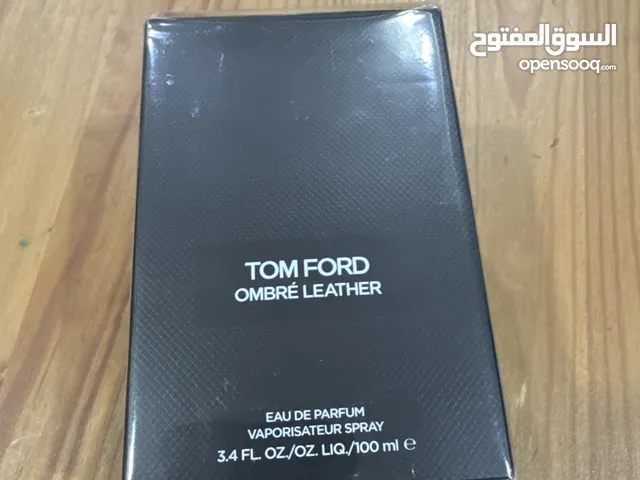 السوق المفتوح
opensooq.com
TOM FORD
OMBRÉ LEATHER
EAU DE PARFUM
VAPORISATEUR SPRAY
3.4 FL. OZ./OZ. LIQ./100 ml ℮